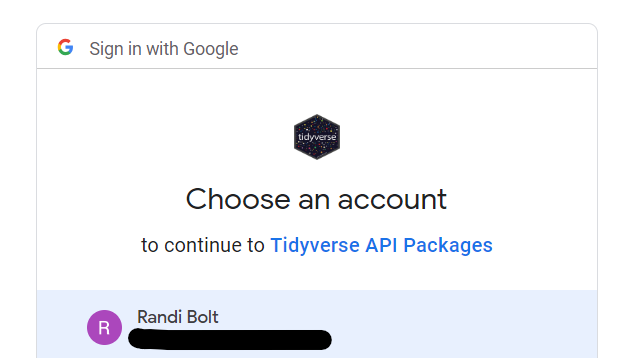 Sign in with Google
tidyverse
Choose an account
to continue to Tidyverse API Packages
R
Randi Bolt